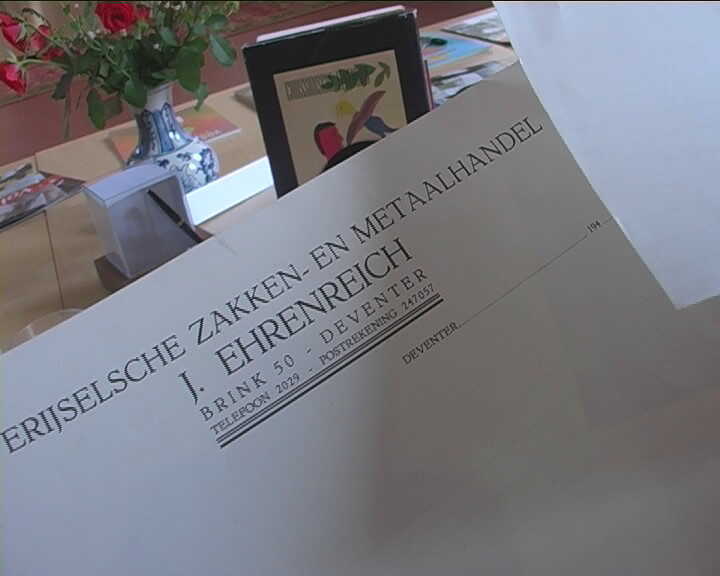 ERIJSELSCHE ZAKKEN- EN METAALHANDEL
J. EHRENREICH
BRINK 50 - DEVENTER
TELEFOON 2029 - POSTREKENING 247057
DEVENTER 194